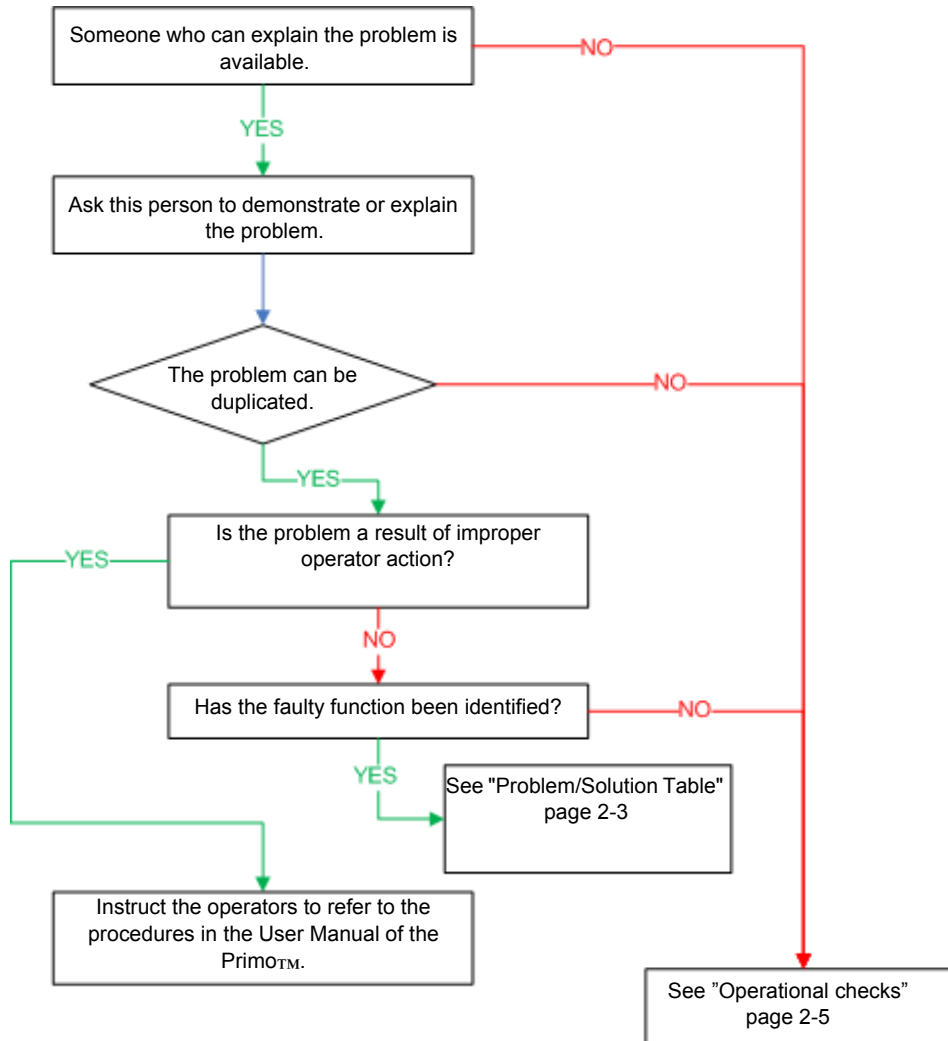 Someone who can explain the problem is
available.
NO
YES
Ask this person to demonstrate or explain
the problem.
The problem can be
duplicated.
NO
YES
Is the problem a result of improper
operator action?
YES
NO
Has the faulty function been identified?
NO
YES
See "Problem/Solution Table"
page 2-3
Instruct the operators to refer to the
procedures in the User Manual of the
Primo™.
See ”Operational checks”
page 2-5